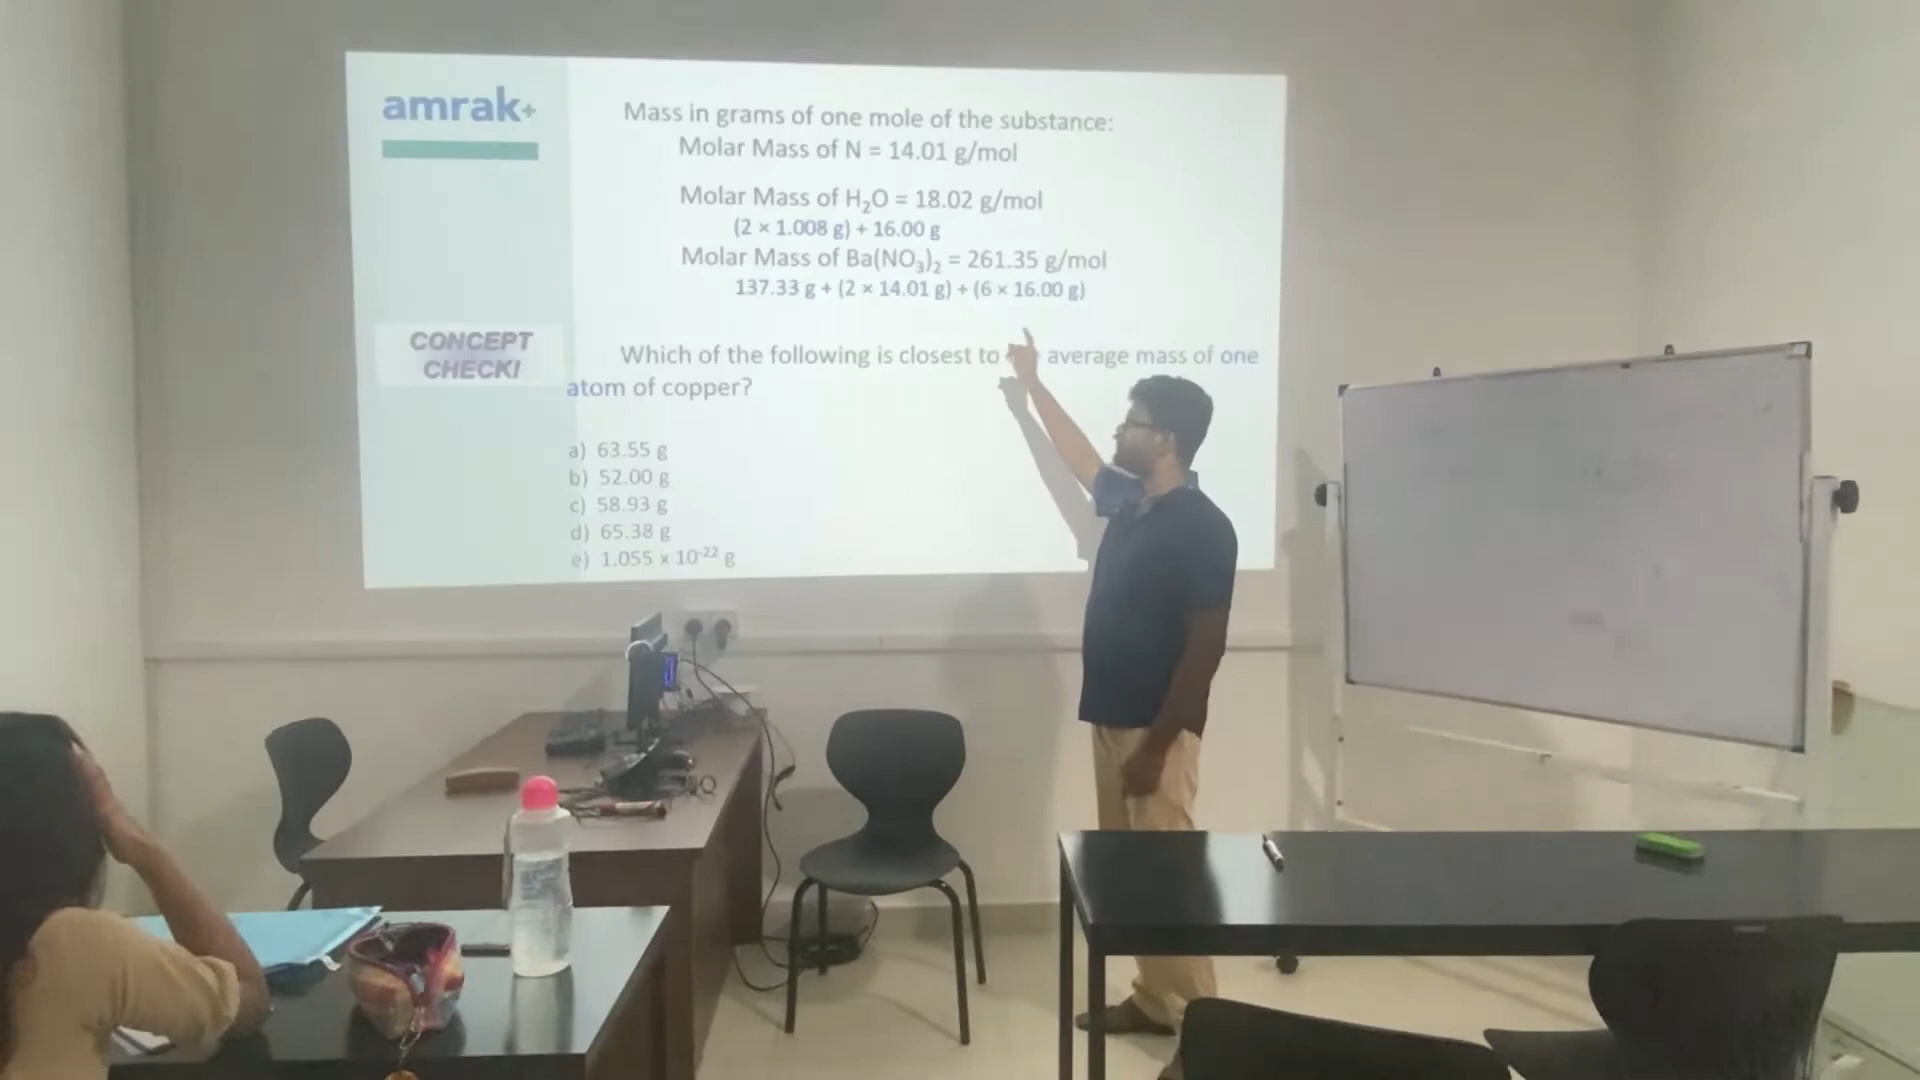 amrak+
Mass in grams of one mole of the substance:
Molar Mass of N = 14.01 g/mol
Molar Mass of H₂O = 18.02 g/mol
(2 × 1.008 g) + 16.00 g
Molar Mass of Ba(NO₃)₂ = 261.35 g/mol
137.33 g + (2 × 14.01 g) + (6 × 16.00 g)
CONCEPT
CHECK!
Which of the following is closest to average mass of one
atom of copper?
a) 63.55 g
b) 52.00 g
c) 58.93 g
d) 65.38 g
e) 1.055 x 10⁻²² g